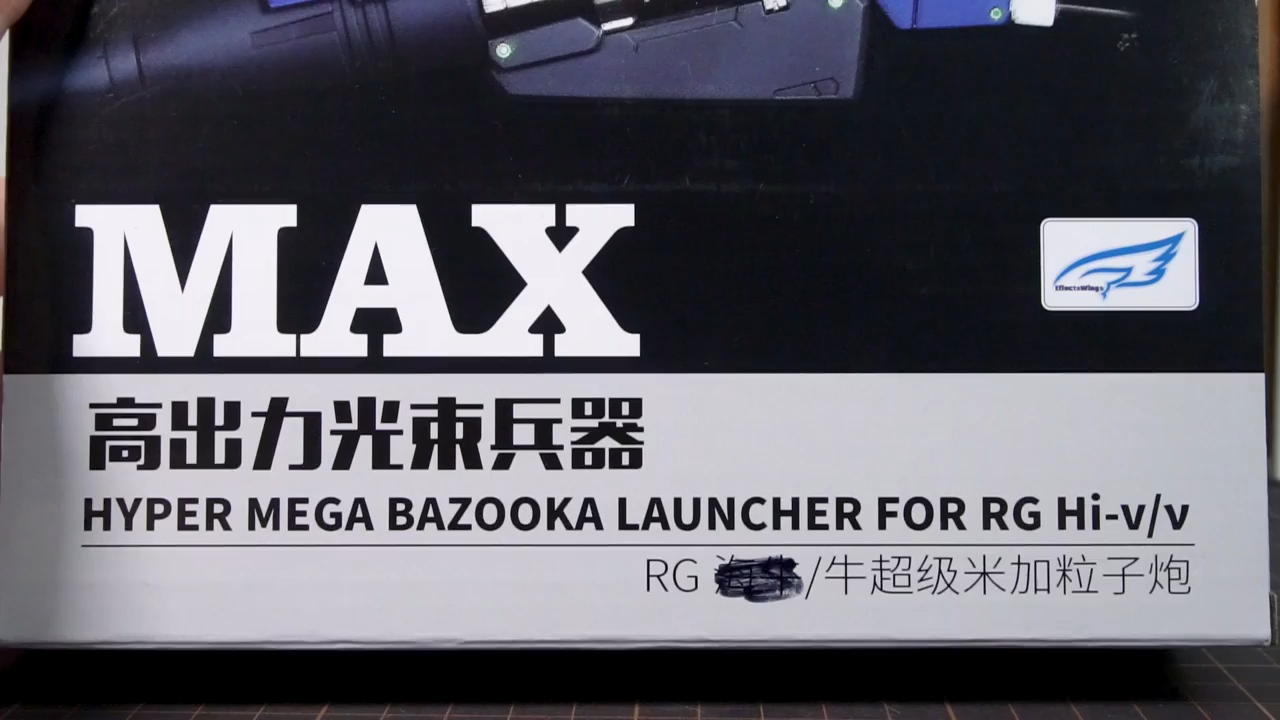 MAX
EffectsWings
高出力光束兵器
HYPER MEGA BAZOOKA LAUNCHER FOR RG Hi-ν/ν
RG /牛超级米加粒子炮